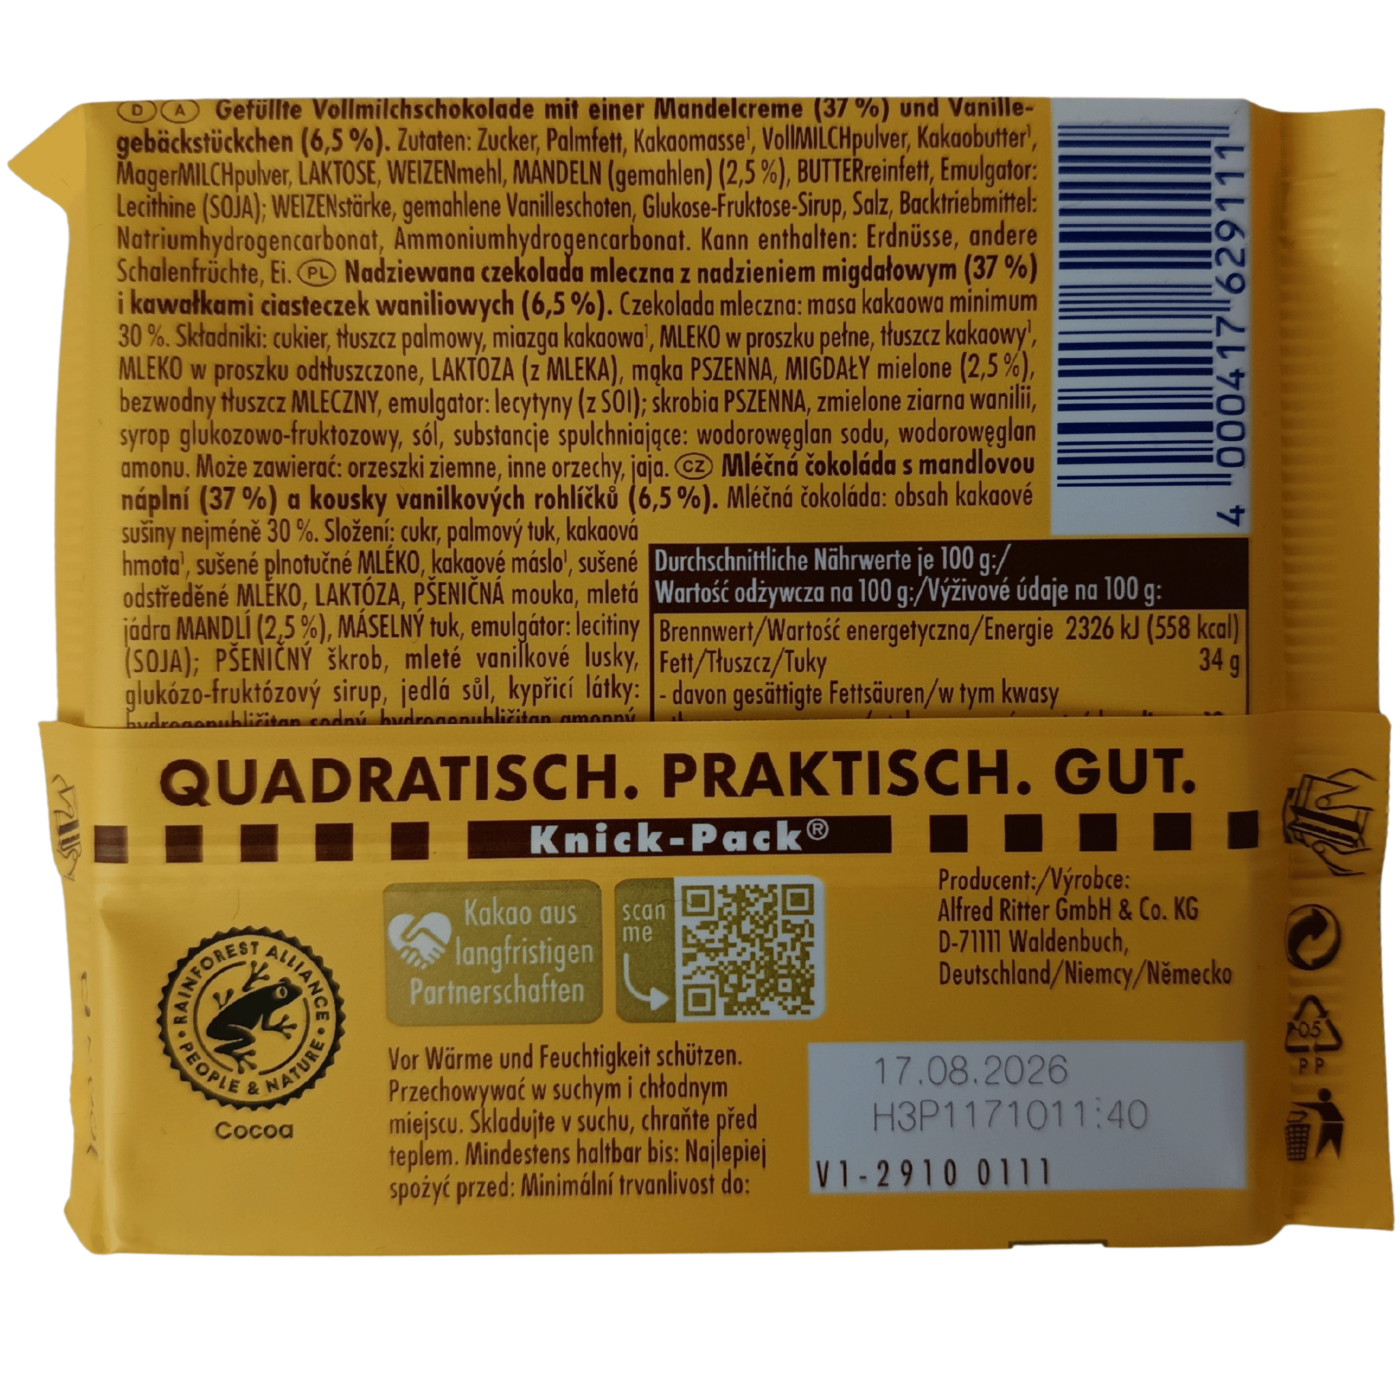 D A Gefüllte Vollmilchschokolade mit einer Mandelcreme (37 %) und Vanille-
gebäckstückchen (6,5 %). Zutaten: Zucker, Palmfett, Kakaomasse¹, VollMILCHpulver, Kakaobutter¹,
MagerMILCHpulver, LAKTOSE, WEIZENmehl, MANDELN (gemahlen) (2,5 %), BUTTERreinfett, Emulgator:
Lecithine (SOJA); WEIZENstärke, gemahlene Vanilleschoten, Glukose-Fruktose-Sirup, Salz, Backtriebmittel:
Natriumhydrogencarbonat, Ammoniumhydrogencarbonat. Kann enthalten: Erdnüsse, andere
Schalenfrüchte, Ei. PL Nadziewana czekolada mleczna z nadzieniem migdałowym (37 %)
i kawałkami ciasteczek waniliowych (6,5 %). Czekolada mleczna: masa kakaowa minimum
30 %. Składniki: cukier, tłuszcz palmowy, miazga kakaowa¹, MLEKO w proszku pełne, tłuszcz kakaowy¹,
MLEKO w proszku odtłuszczone, LAKTOZA (z MLEKA), mąka PSZENNA, MIGDAŁY mielone (2,5 %),
bezwodny tłuszcz MLECZNY, emulgator: lecytyny (z SOI); skrobia PSZENNA, zmielone ziarna wanilii,
syrop glukozowo-fruktozowy, sól, substancje spulchniające: wodorowęglan sodu, wodorowęglan
amonu. Może zawierać: orzeszki ziemne, inne orzechy, jaja. CZ Mléčná čokoláda s mandlovou
náplní (37 %) a kousky vanilkových rohlíčků (6,5 %). Mléčná čokoláda: obsah kakaové
sušiny nejméně 30 %. Složení: cukr, palmový tuk, kakaová
hmota¹, sušené plnotučné MLÉKO, kakaové máslo¹, sušené
odstředěné MLÉKO, LAKTÓZA, PŠENIČNÁ mouka, mletá
jádra MANDLÍ (2,5 %), MÁSELNÝ tuk, emulgátor: lecitiny
(SOJA); PŠENIČNÝ škrob, mleté vanilkové lusky,
glukózo-fruktózový sirup, jedlá sůl, kypřicí látky:
hydrogenuhličitan sodný, hydrogenuhličitan amonný
4 000417 629111
Durchschnittliche Nährwerte je 100 g:/
Wartość odżywcza na 100 g:/Výživové údaje na 100 g:
Brennwert/Wartość energetyczna/Energie 2326 kJ (558 kcal)
Fett/Tłuszcz/Tuky 34 g
- davon gesättigte Fettsäuren/w tym kwasy
QUADRATISCH. PRAKTISCH. GUT.
Knick-Pack®
RAINFOREST ALLIANCE
PEOPLE & NATURE
Cocoa
Kakao aus
langfristigen
Partnerschaften
scan
me
Producent:/Výrobce:
Alfred Ritter GmbH & Co. KG
D-71111 Waldenbuch,
Deutschland/Niemcy/Německo
Vor Wärme und Feuchtigkeit schützen.
Przechowywać w suchym i chłodnym
miejscu. Skladujte v suchu, chraňte před
teplem. Mindestens haltbar bis: Najlepiej
spożyć przed: Minimální trvanlivost do:
17.08.2026
H3P1171011:40
V1-2910 0111
05
PP